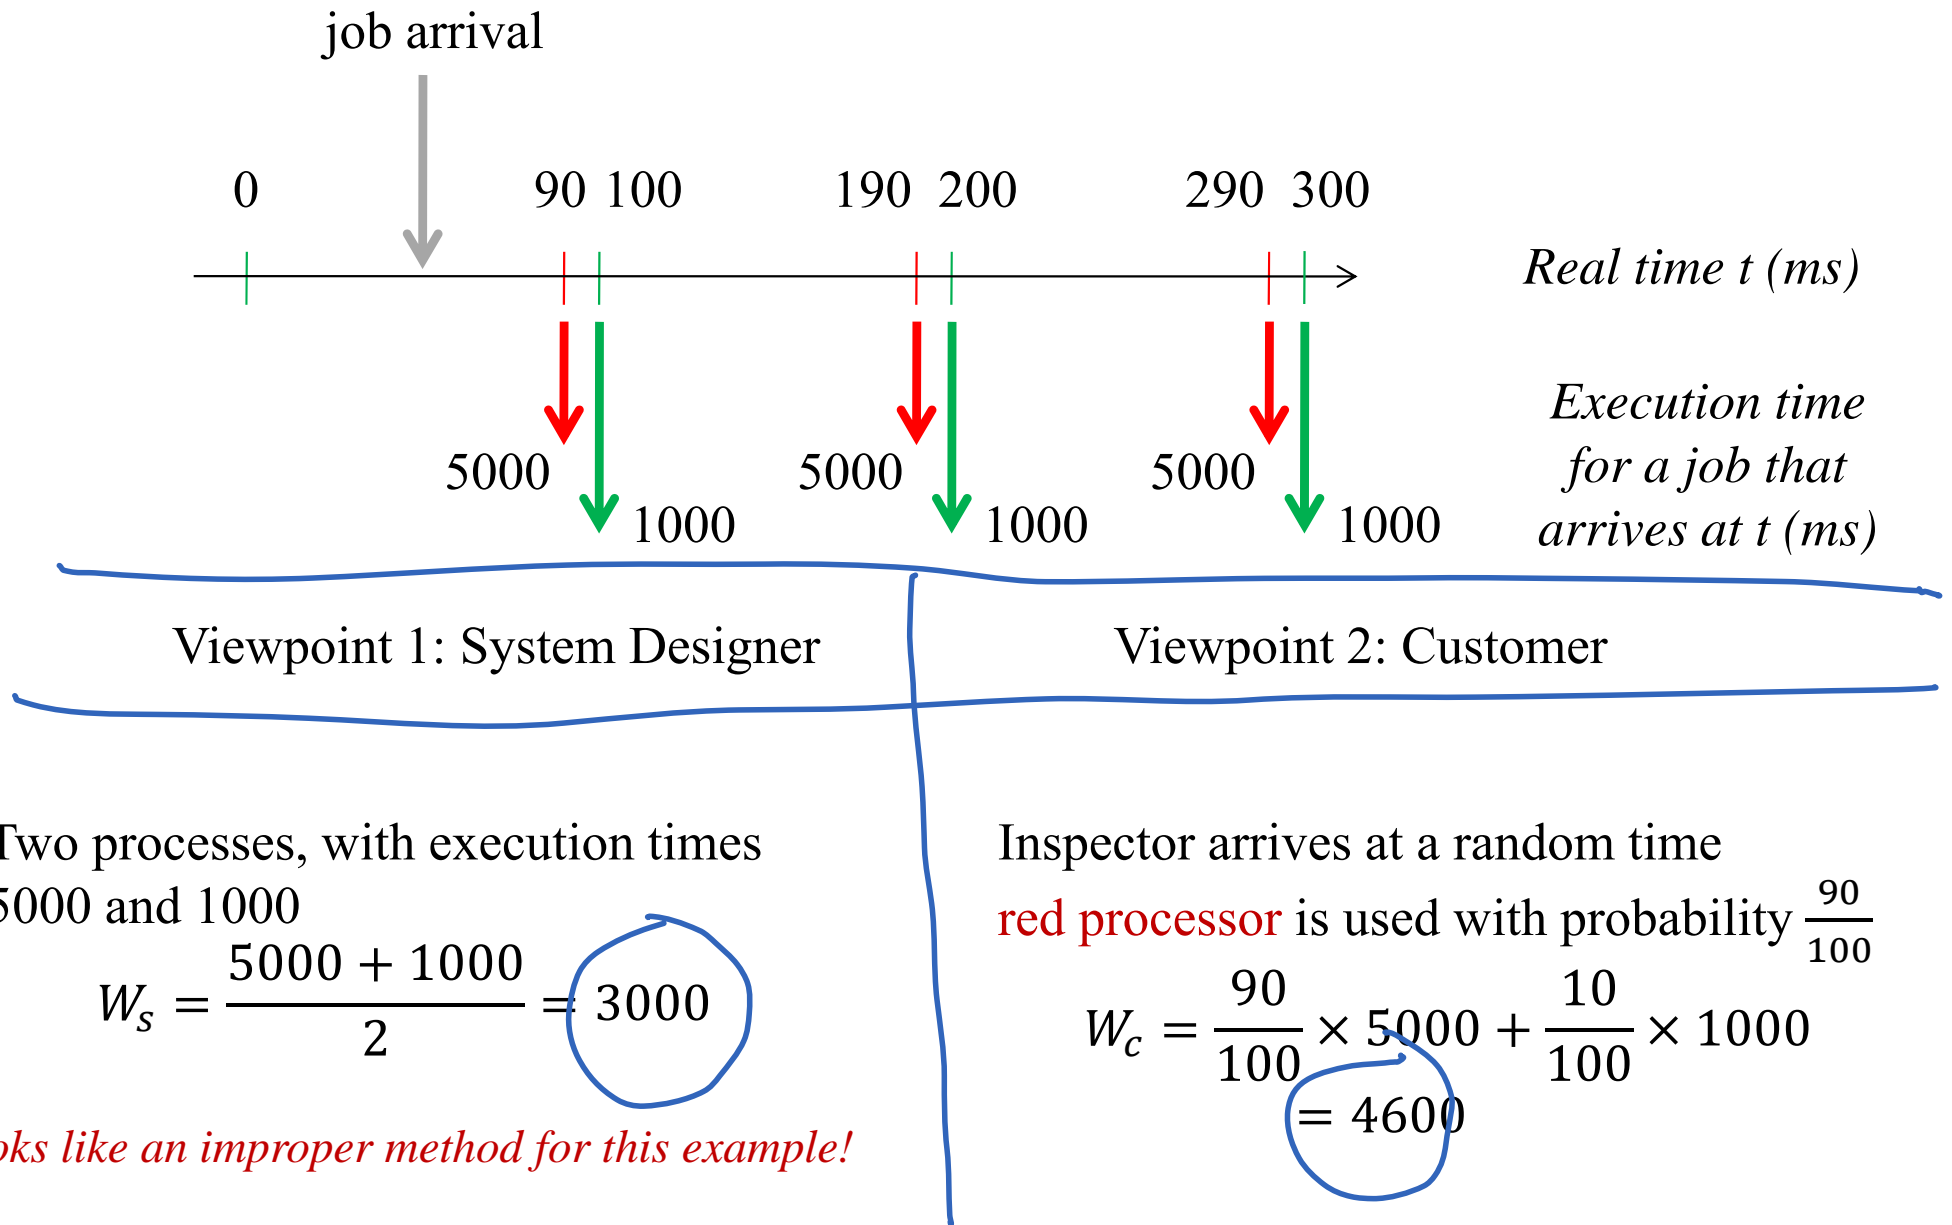 job arrival
0 90 100 190 200 290 300
Real time t (ms)
Execution time
for a job that
arrives at t (ms)
5000 5000 5000
1000 1000 1000
Viewpoint 1: System Designer
Viewpoint 2: Customer
Two processes, with execution times
5000 and 1000
W_s = (5000 + 1000)/2 = 3000
oks like an improper method for this example!
Inspector arrives at a random time
red processor is used with probability 90/100
W_c = 90/100 × 5000 + 10/100 × 1000
= 4600